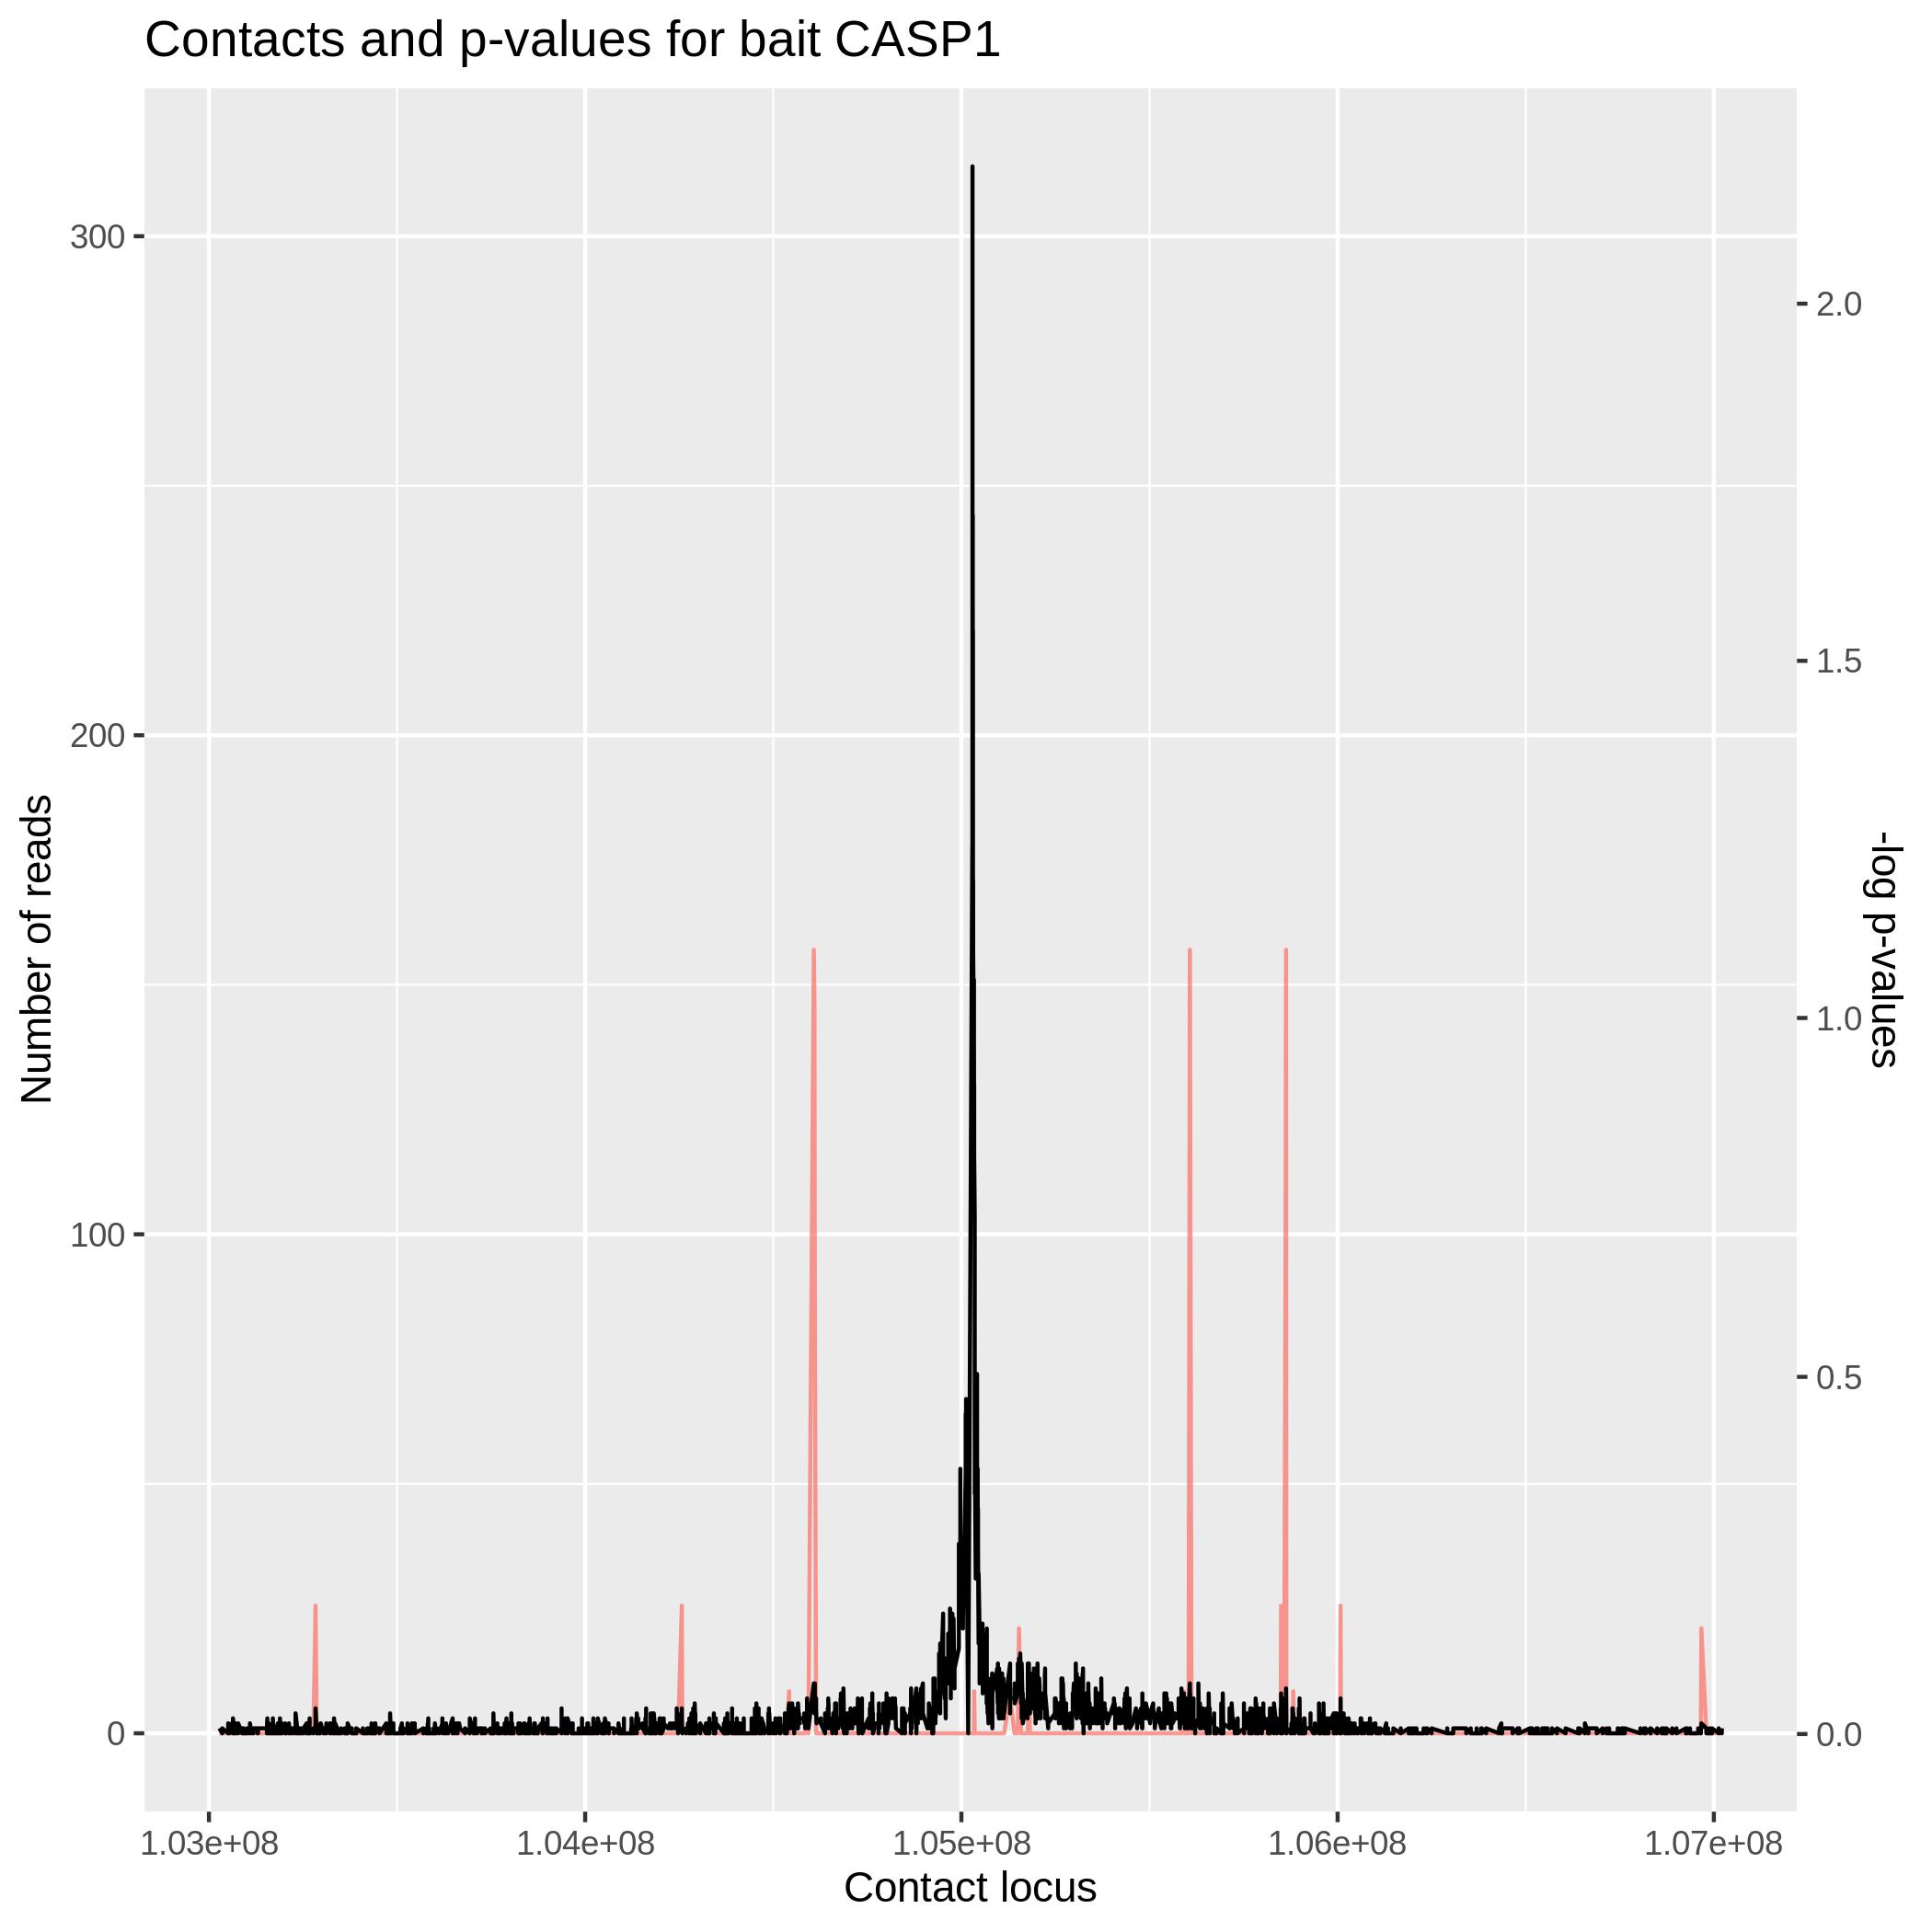 Contacts and p-values for bait CASP1
Number of reads
300
200
100
0
2.0
1.5
1.0
0.5
0.0
-log p-values
1.03e+08
1.04e+08
1.05e+08
1.06e+08
1.07e+08
Contact locus